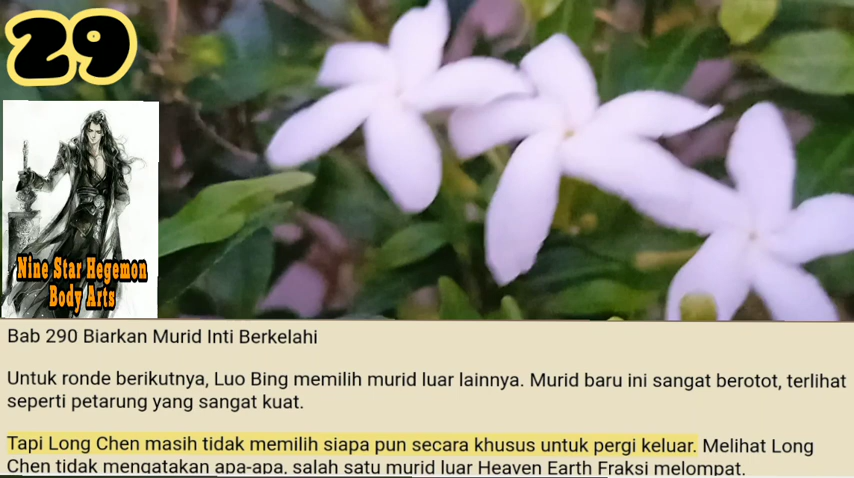 29
Nine Star Hegemon
Body Arts
Bab 290 Biarkan Murid Inti Berkelahi
Untuk ronde berikutnya, Luo Bing memilih murid luar lainnya. Murid baru ini sangat berotot, terlihat
seperti petarung yang sangat kuat.
Tapi Long Chen masih tidak memilih siapa pun secara khusus untuk pergi keluar. Melihat Long
Chen tidak mengatakan apa-apa, salah satu murid luar Heaven Earth Fraksi melompat.